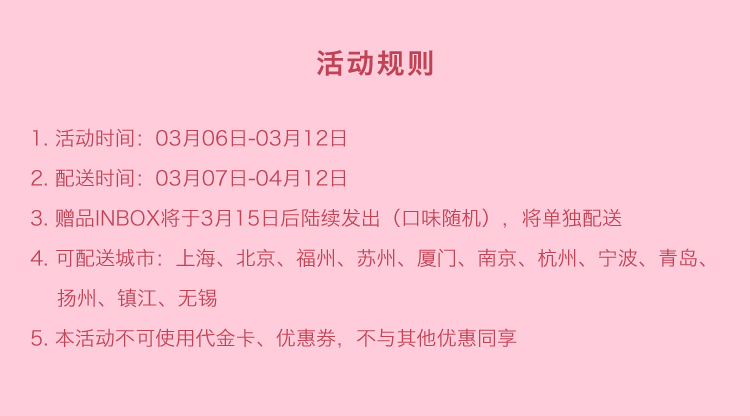 活动规则
1. 活动时间：03月06日-03月12日
2. 配送时间：03月07日-04月12日
3. 赠品INBOX将于3月15日后陆续发出（口味随机），将单独配送
4. 可配送城市：上海、北京、福州、苏州、厦门、南京、杭州、宁波、青岛、
扬州、镇江、无锡
5. 本活动不可使用代金卡、优惠券，不与其他优惠同享